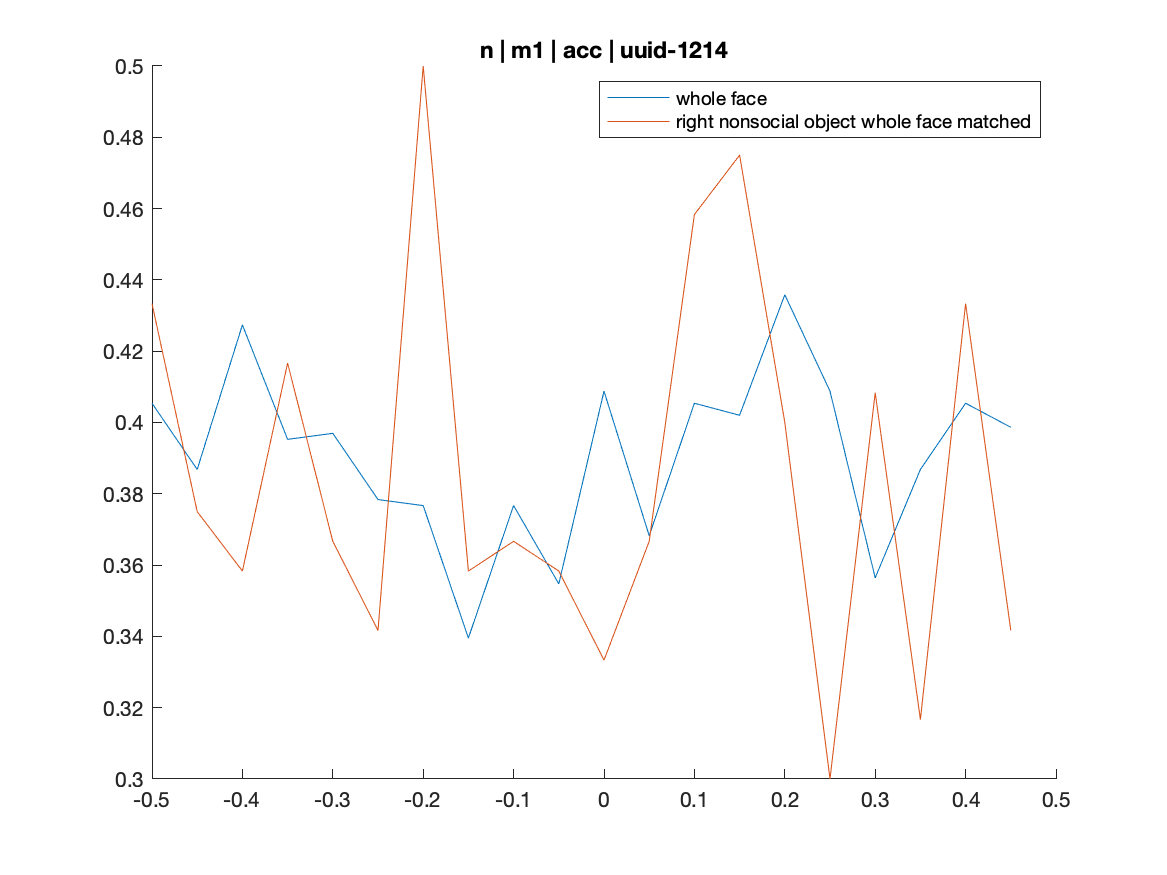 n | m1 | acc | uuid-1214
whole face
right nonsocial object whole face matched
0.5
0.48
0.46
0.44
0.42
0.4
0.38
0.36
0.34
0.32
0.3
-0.5 -0.4 -0.3 -0.2 -0.1 0 0.1 0.2 0.3 0.4 0.5